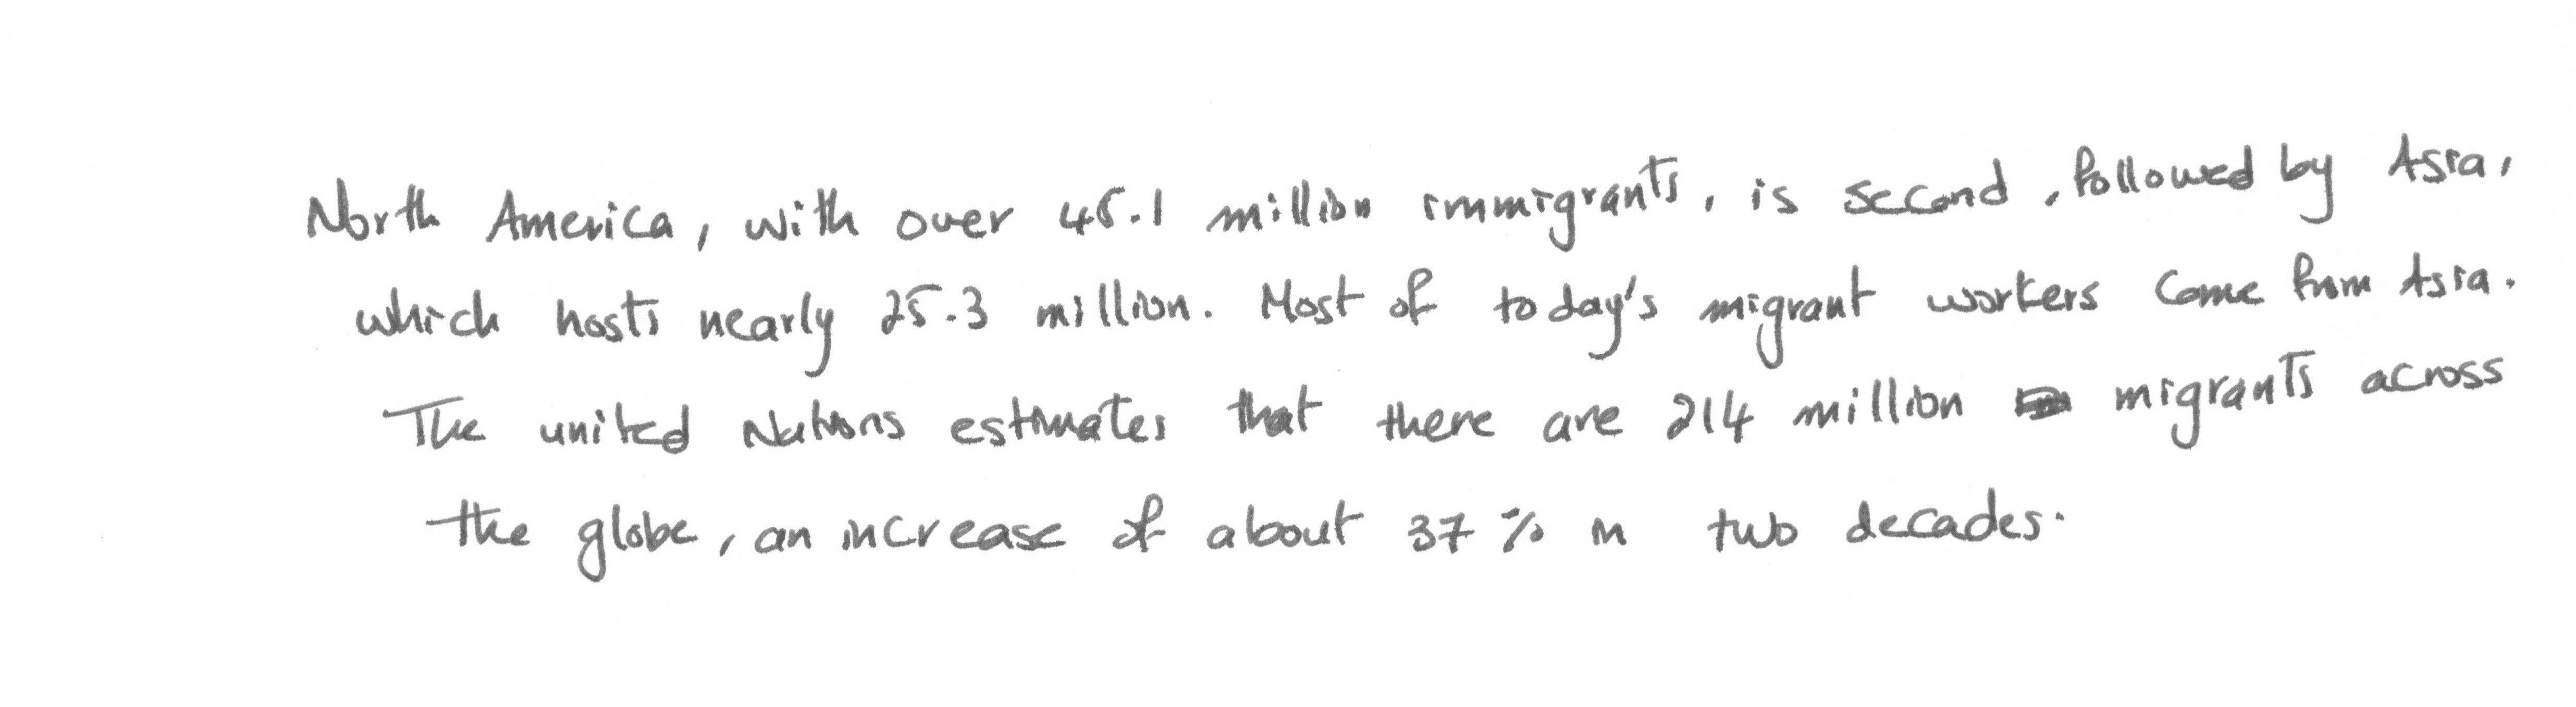 North America, with over 45.1 million immigrants, is second, followed by Asia,
which hosts nearly 25.3 million. Most of today's migrant workers come from Asia.
The united Nations estimates that there are 214 million migrants across
the globe, an increase of about 37 % in two decades.